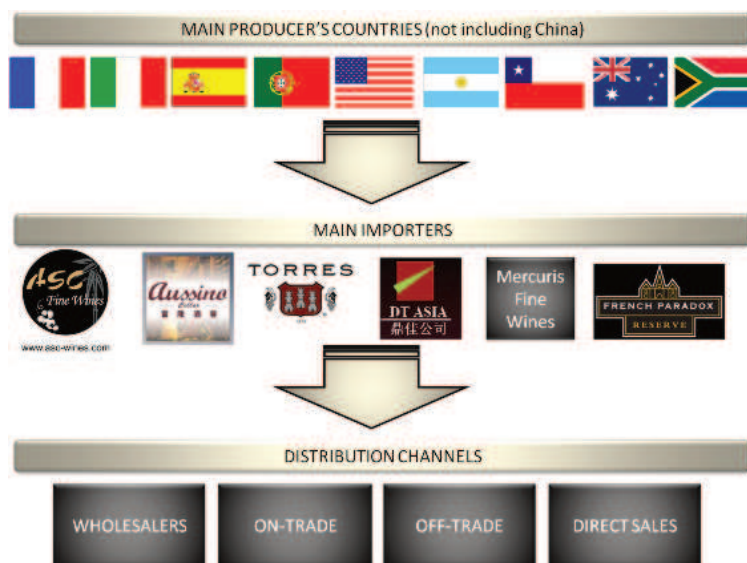 MAIN PRODUCER'S COUNTRIES (not including China)
MAIN IMPORTERS
ASC
Fine Wines
www.asc-wines.com
Aussino
Cellar
TORRES
DT ASIA
鼎佳公司
Mercuris
Fine
Wines
FRENCH PARADOX
RESERVE
DISTRIBUTION CHANNELS
WHOLESALERS
ON-TRADE
OFF-TRADE
DIRECT SALES